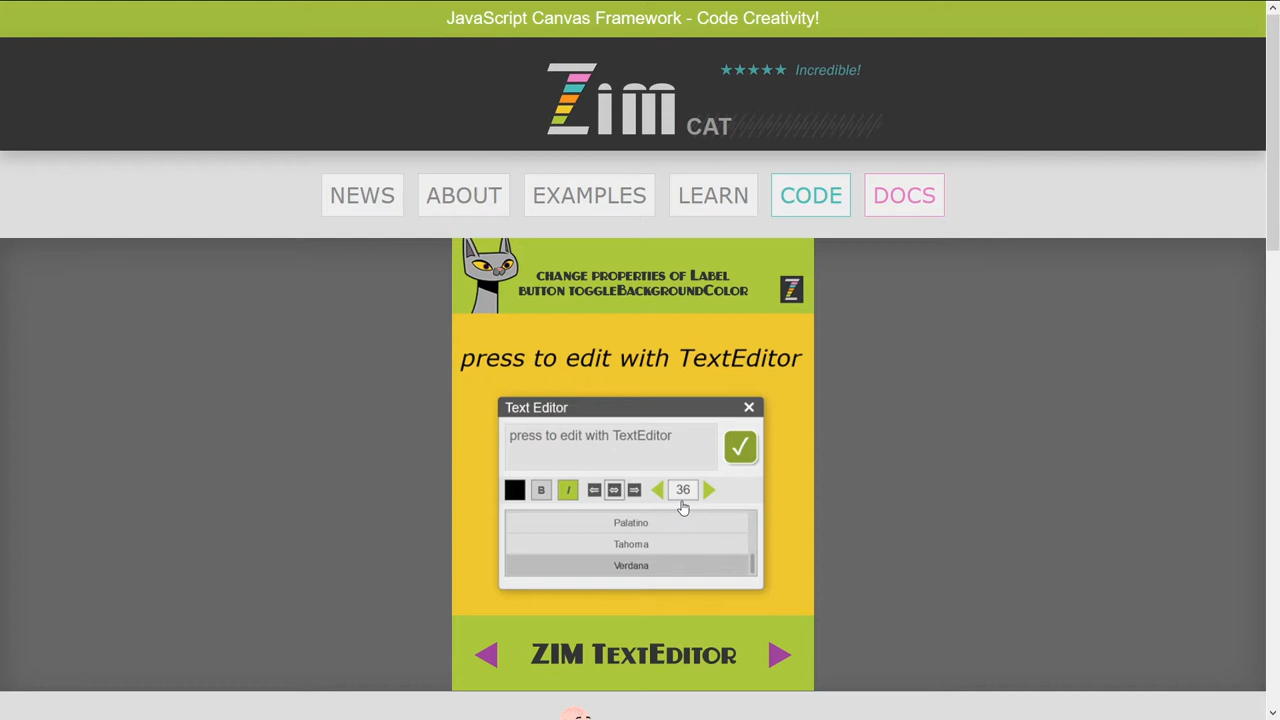 JavaScript Canvas Framework - Code Creativity!
★★★★★ Incredible!
Zim CAT
NEWS ABOUT EXAMPLES LEARN CODE DOCS
CHANGE PROPERTIES OF LABEL
BUTTON TOGGLEBACKGROUNDCOLOR
Z
press to edit with TextEditor
Text Editor
press to edit with TextEditor
B I 36
Palatino
Tahoma
Verdana
ZIM TEXTEDITOR